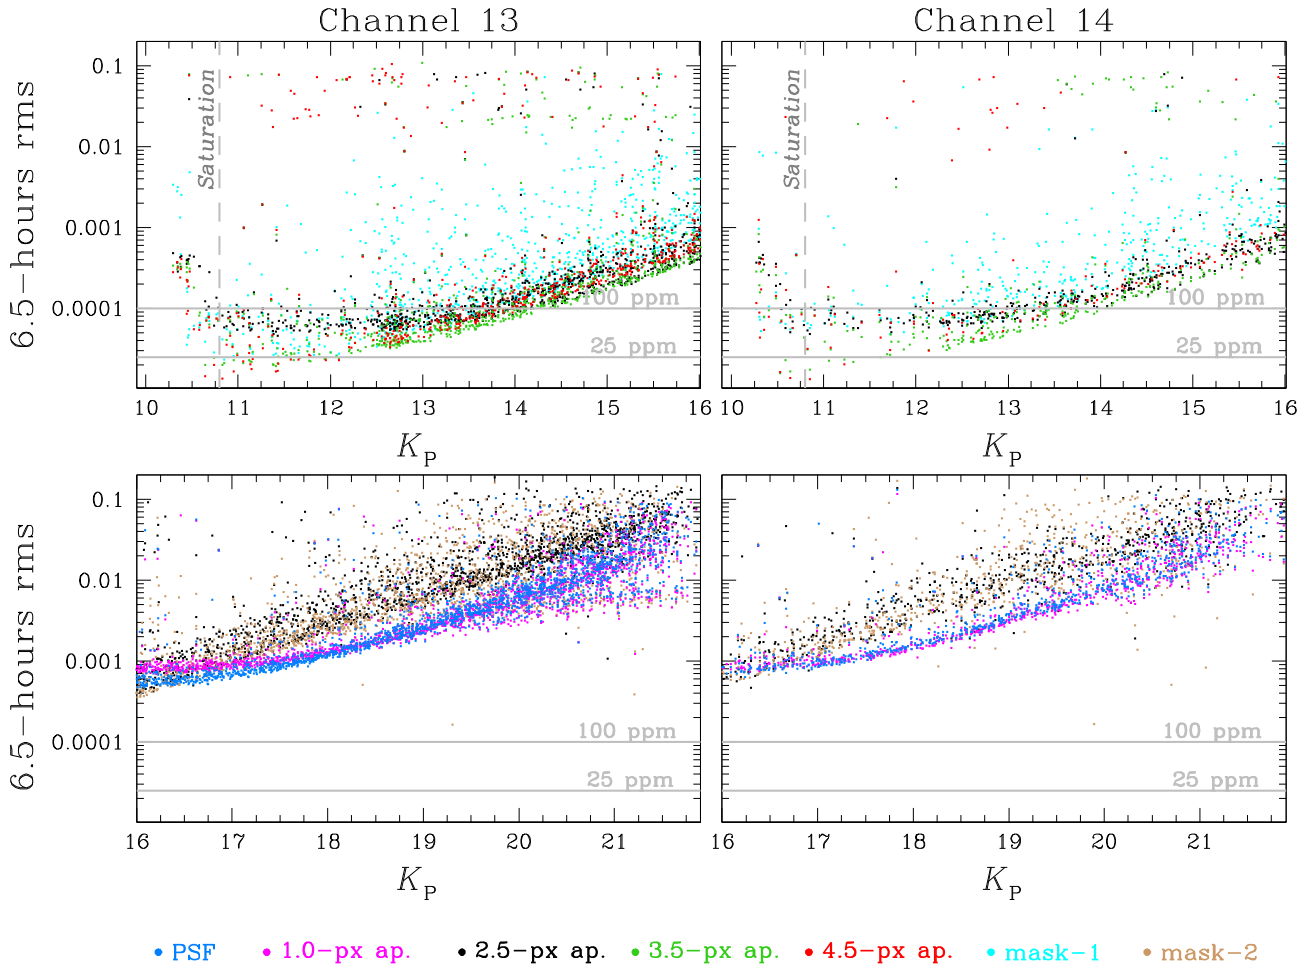 Channel 13 Channel 14
6.5−hours rms
0.1
0.01
0.001
0.0001
Saturation
100 ppm
25 ppm
10 11 12 13 14 15 16
K_P
Saturation
100 ppm
25 ppm
10 11 12 13 14 15 16
K_P
6.5−hours rms
0.1
0.01
0.001
0.0001
100 ppm
25 ppm
16 17 18 19 20 21
K_P
100 ppm
25 ppm
16 17 18 19 20 21
K_P
PSF 1.0−px ap. 2.5−px ap. 3.5−px ap. 4.5−px ap. mask−1 mask−2